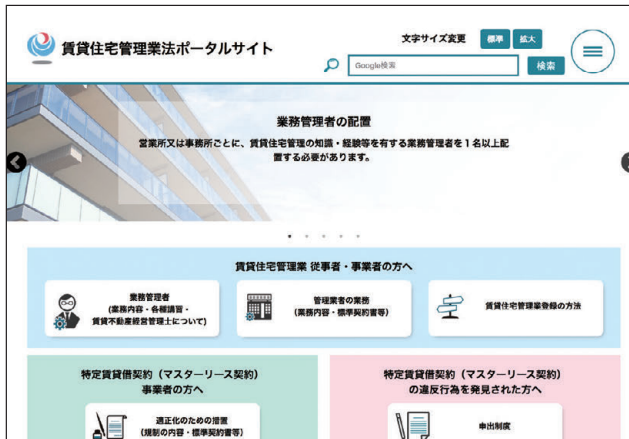 賃貸住宅管理業法ポータルサイト
文字サイズ変更 標準 拡大
Google検索 検索
業務管理者の配置
営業所又は事務所ごとに、賃貸住宅管理の知識・経験等を有する業務管理者を1名以上配
置する必要があります。
賃貸住宅管理業 従事者・事業者の方へ
業務管理者
(業務内容・各種講習・
賃貸不動産経営管理士について)
管理業者の業務
(業務内容・標準契約書等)
賃貸住宅管理業登録の方法
特定賃貸借契約(マスターリース契約)
事業者の方へ
適正化のための措置
(規制の内容・標準契約書等)
特定賃貸借契約(マスターリース契約)
の違反行為を発見された方へ
申出制度